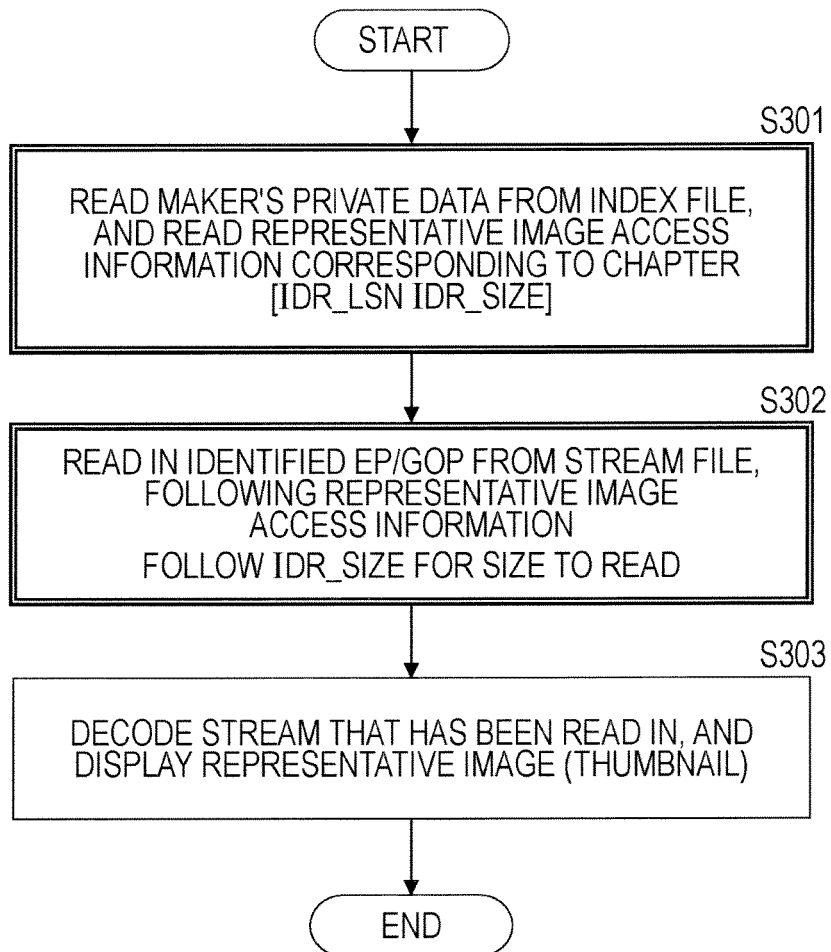 START
S301
READ MAKER'S PRIVATE DATA FROM INDEX FILE,
AND READ REPRESENTATIVE IMAGE ACCESS
INFORMATION CORRESPONDING TO CHAPTER
[IDR_LSN IDR_SIZE]
S302
READ IN IDENTIFIED EP/GOP FROM STREAM FILE,
FOLLOWING REPRESENTATIVE IMAGE
ACCESS INFORMATION
FOLLOW IDR_SIZE FOR SIZE TO READ
S303
DECODE STREAM THAT HAS BEEN READ IN, AND
DISPLAY REPRESENTATIVE IMAGE (THUMBNAIL)
END